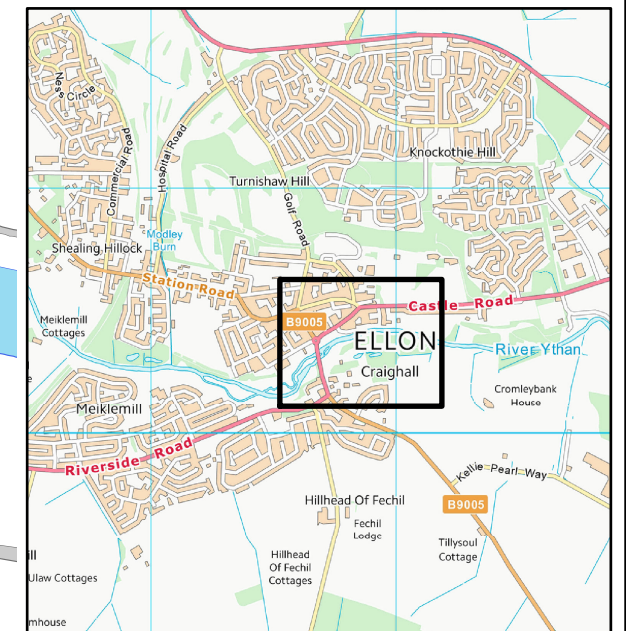 Ness Circle
Commercial Road
Hospital Road
Knockothie Hill
Turnishaw Hill
Golf Road
Modley
Burn
Shealing Hillock
Station Road
Castle Road
B9005
Meiklemill
Cottages
ELLON
River Ythan
Craighall
Cromleybank
House
Meiklemill
Riverside Road
Kellie Pearl Way
Hillhead Of Fechil
B9005
Fechil
Lodge
Tillysoul
Cottage
Hillhead
Of Fechil
Cottages
ill
Ulaw Cottages
mhouse
e